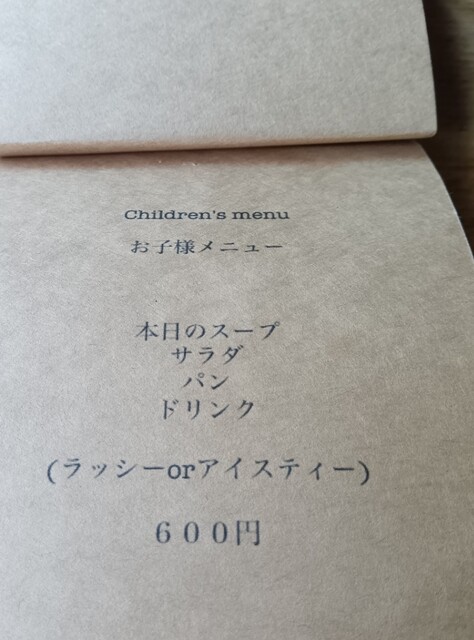 Children's menu
お子様メニュー
本日のスープ
サラダ
パン
ドリンク
(ラッシーorアイスティー)
６００円